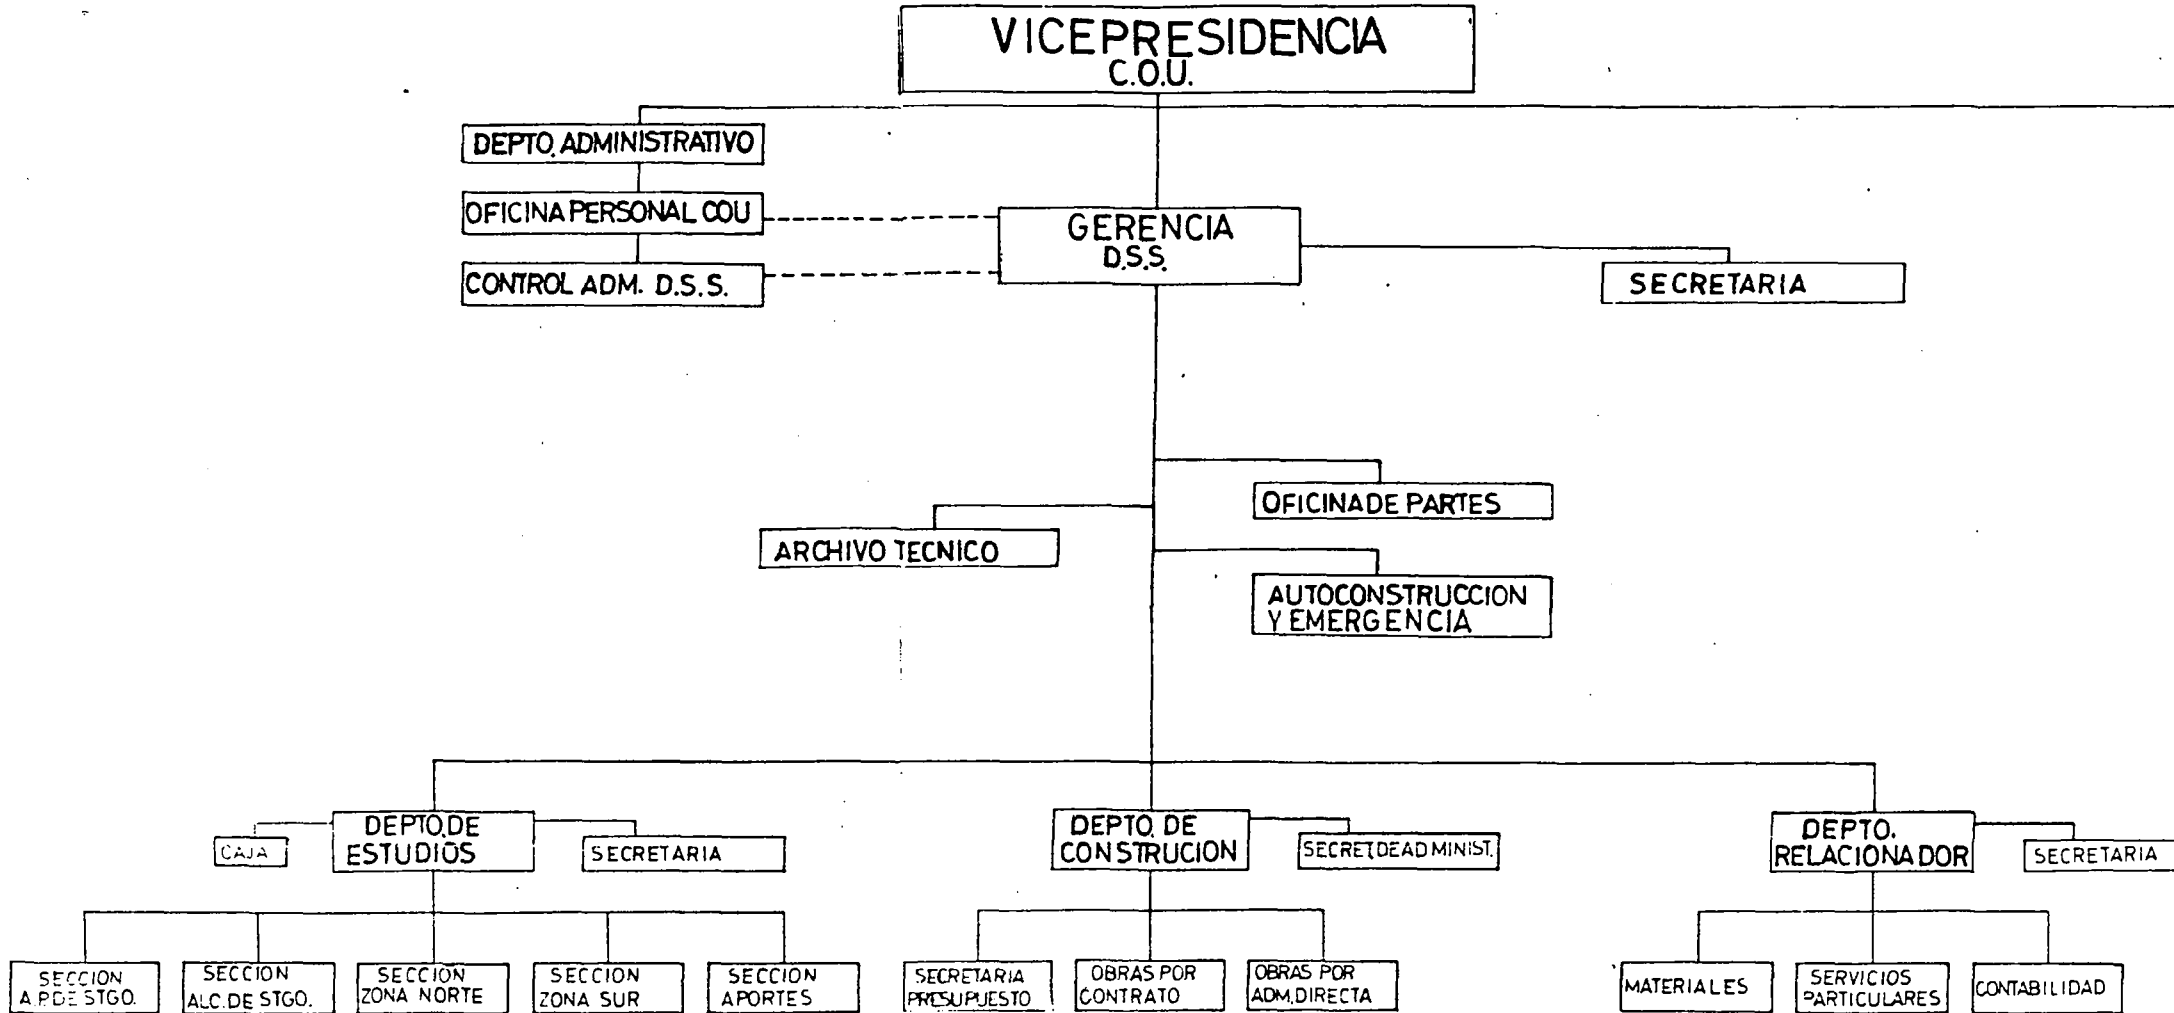 VICEPRESIDENCIA
C.O.U.
DEPTO. ADMINISTRATIVO
OFICINA PERSONAL COU
CONTROL ADM. D.S.S.
GERENCIA
D.S.S.
SECRETARIA
OFICINA DE PARTES
ARCHIVO TECNICO
AUTOCONSTRUCCION
Y EMERGENCIA
CAJA
DEPTO. DE
ESTUDIOS
SECRETARIA
DEPTO. DE
CONSTRUCION
SECRET. DE ADMINIST.
DEPTO.
RELACIONADOR
SECRETARIA
SECCION
A.P. DE STGO.
SECCION
ALC. DE STGO.
SECCION
ZONA NORTE
SECCION
ZONA SUR
SECCION
APORTES
SECRETARIA
PRESUPUESTO
OBRAS POR
CONTRATO
OBRAS POR
ADM. DIRECTA
MATERIALES
SERVICIOS
PARTICULARES
CONTABILIDAD